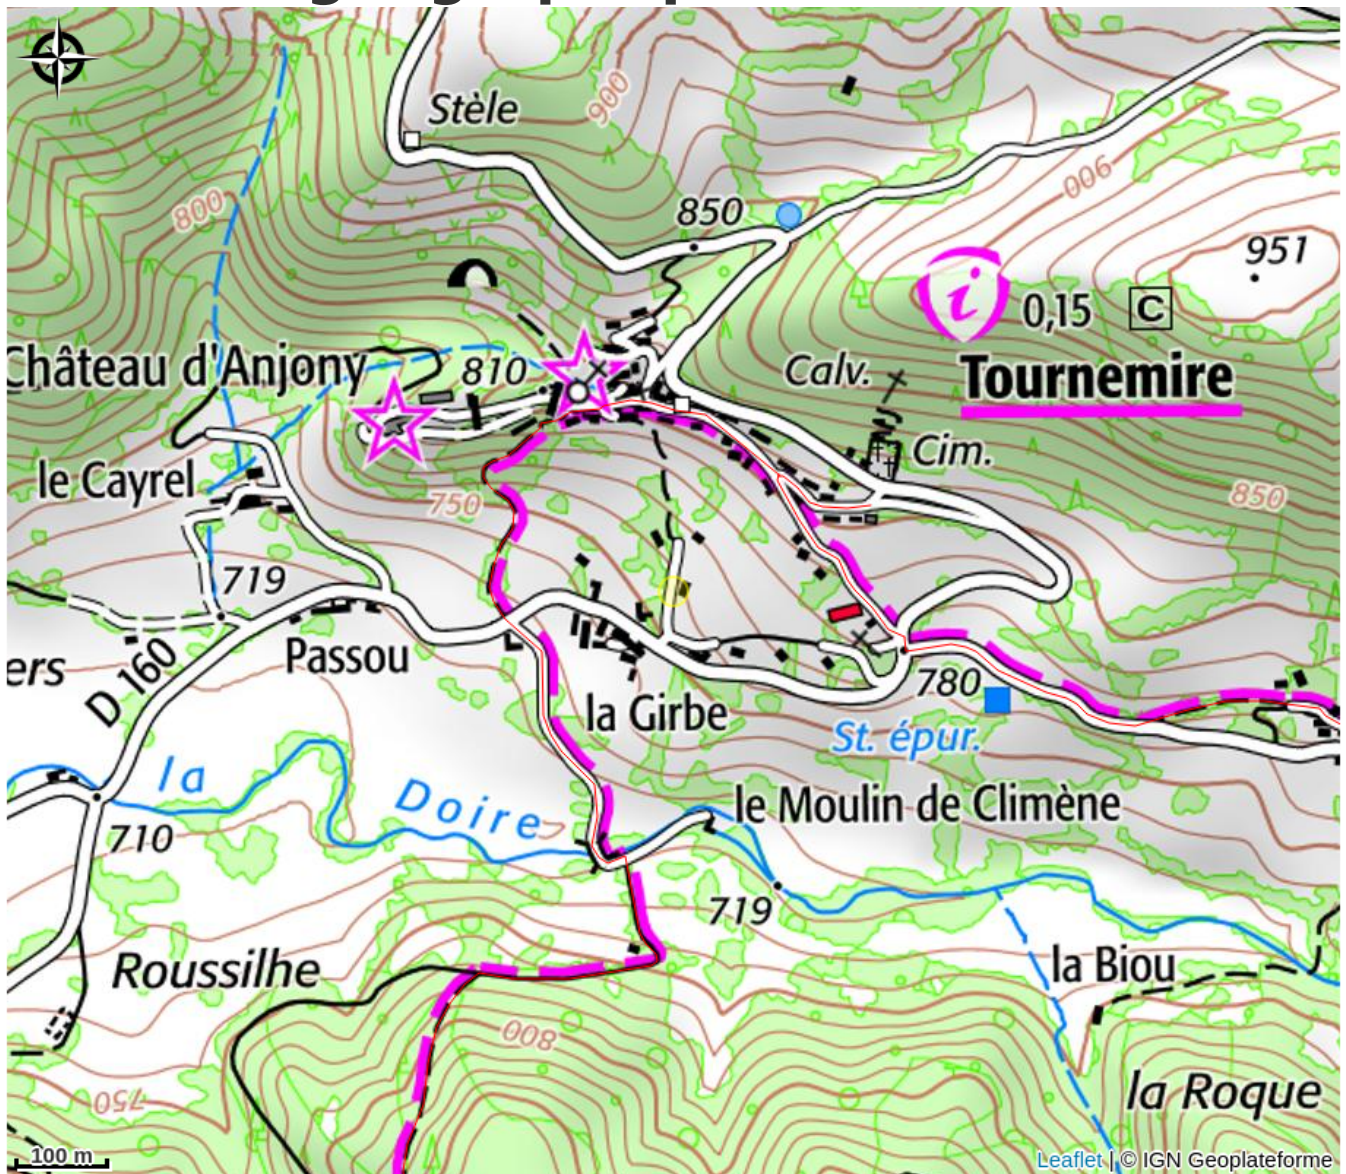 Stèle
900
800
850
900
951
0,15
C
Château d'Anjony
810
Calv.
Tournemire
le Cayrel
750
Cim.
850
719
ers
Passou
D 160
la Girbe
780
St. épur.
la Doire
le Moulin de Climène
710
719
Roussilhe
la Biou
800
750
la Roque
100 m
Leaflet | © IGN Geoplateforme